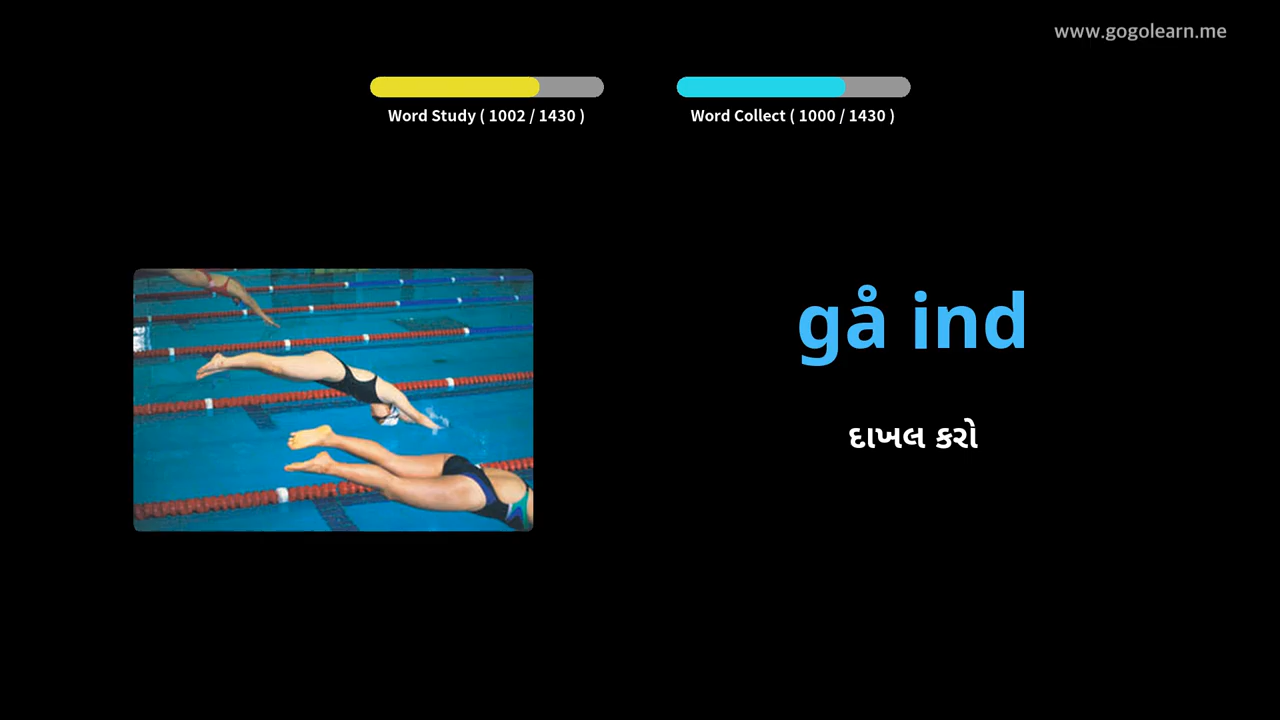 www.gogolearn.me
Word Study ( 1002 / 1430 )
Word Collect ( 1000 / 1430 )
gå ind
દાખલ કરો